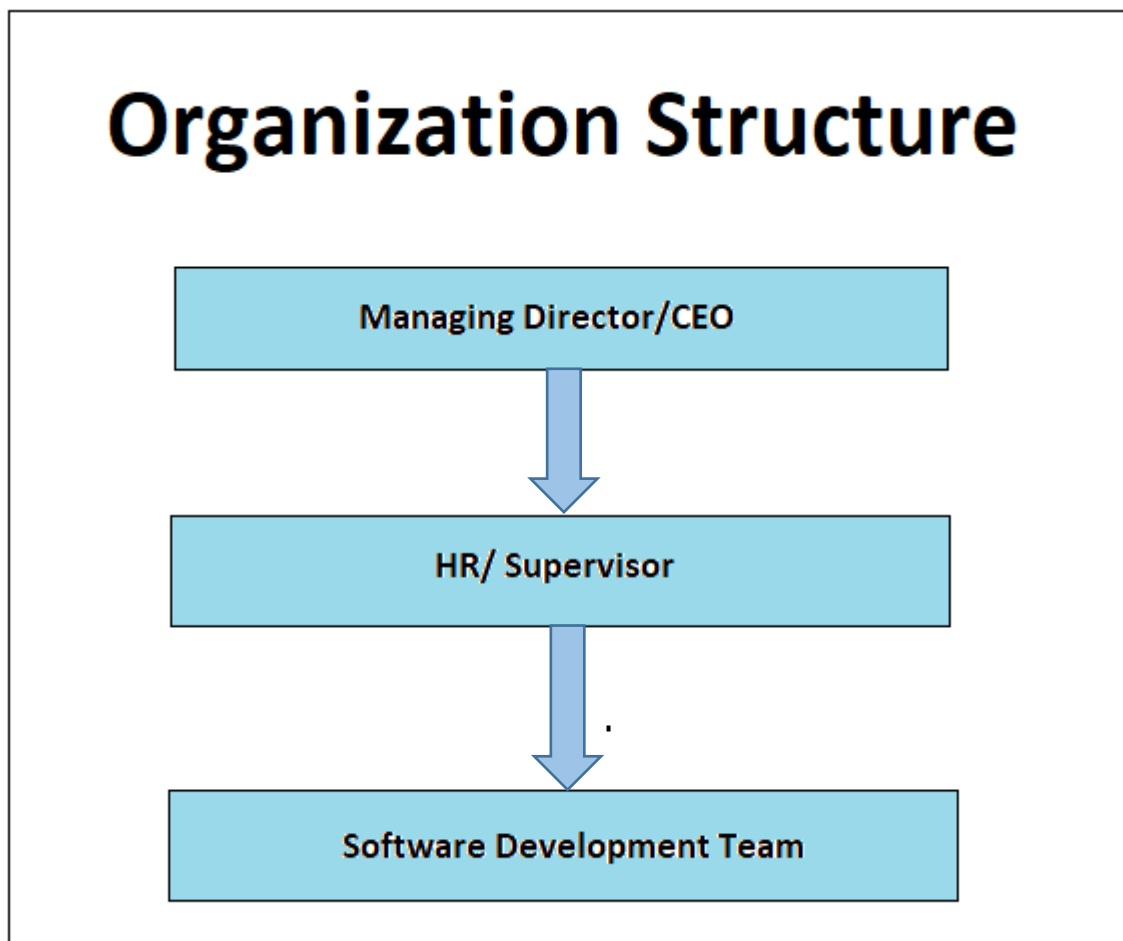 Organization Structure
Managing Director/CEO
HR/ Supervisor
.
Software Development Team